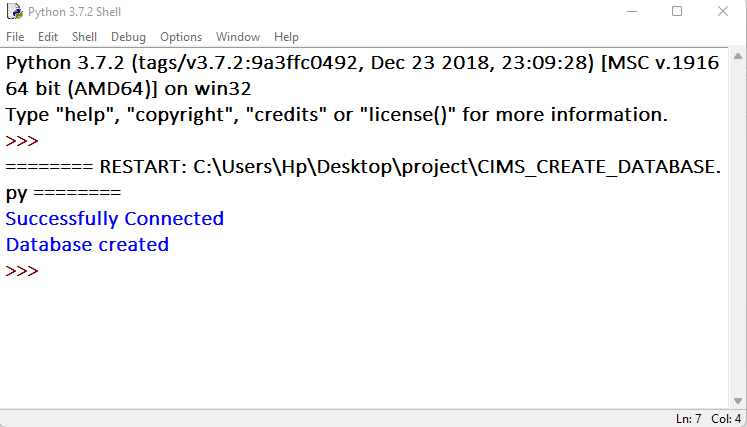 Python 3.7.2 Shell
File Edit Shell Debug Options Window Help
Python 3.7.2 (tags/v3.7.2:9a3ffc0492, Dec 23 2018, 23:09:28) [MSC v.1916
64 bit (AMD64)] on win32
Type "help", "copyright", "credits" or "license()" for more information.
>>>
======== RESTART: C:\Users\Hp\Desktop\project\CIMS_CREATE_DATABASE.
py ========
Successfully Connected
Database created
>>>
Ln: 7 Col: 4